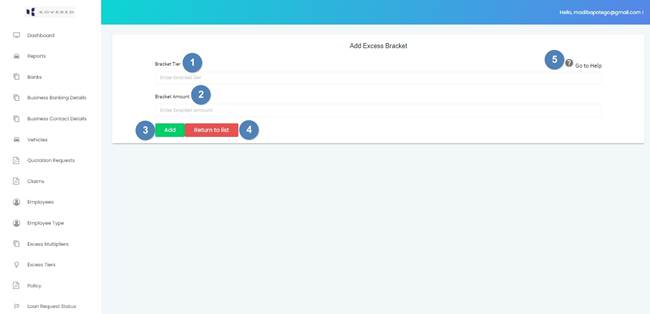 Hello, madibapotego@gmail.com !
Dashboard
Reports
Banks
Business Banking Details
Business Contact Details
Vehicles
Quotation Requests
Claims
Employees
Employee Type
Excess Multipliers
Excess Tiers
Policy
Loan Request Status
Add Excess Bracket
Bracket Tier 1
5 ? Go to Help
Enter bracket tier
Bracket Amount 2
Enter bracket amount
3 Add Return to list 4